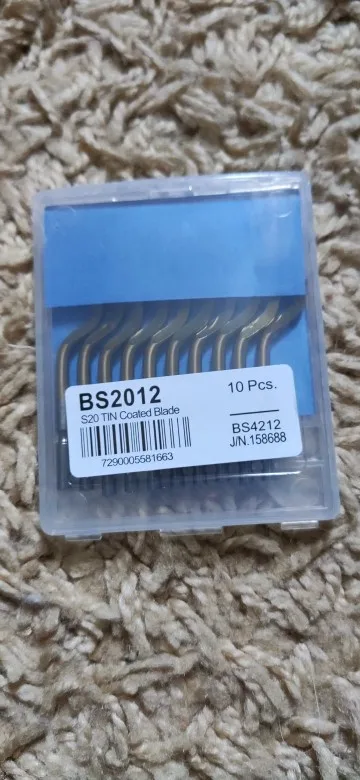 BS2012
10 Pcs.
S20 TIN Coated Blade
BS4212
J/N.158688
7290005581663